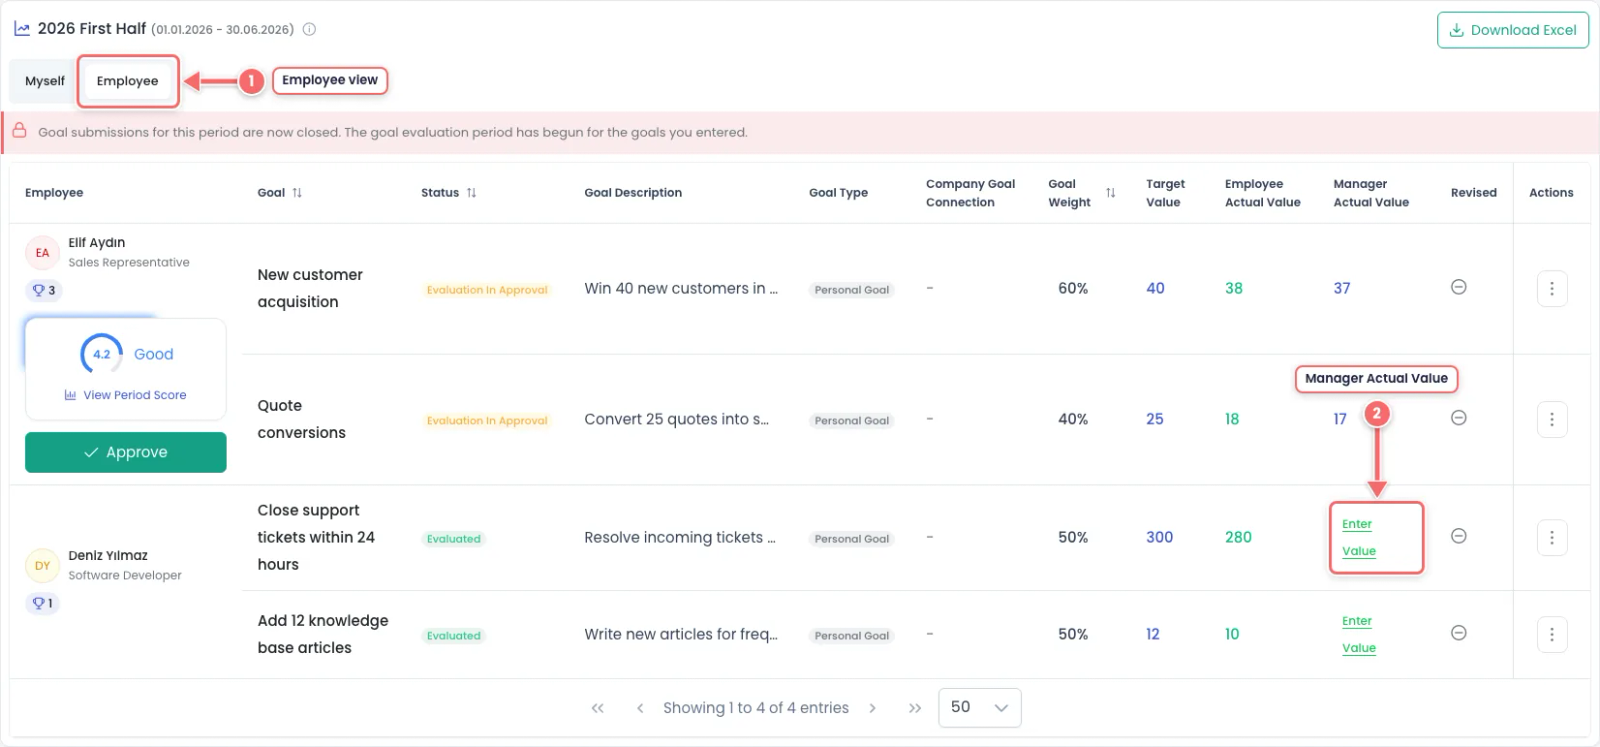 2026 First Half (01.01.2026 - 30.06.2026)
Download Excel
Myself
Employee
1
Employee view
Goal submissions for this period are now closed. The goal evaluation period has begun for the goals you entered.
Employee
Goal
Status
Goal Description
Goal Type
Company Goal
Connection
Goal
Weight
Target
Value
Employee
Actual Value
Manager
Actual Value
Revised
Actions
EA
Elif Aydın
Sales Representative
3
4.2
Good
View Period Score
Approve
New customer
acquisition
Evaluation In Approval
Win 40 new customers in ...
Personal Goal
-
60%
40
38
37
Quote
conversions
Evaluation In Approval
Convert 25 quotes into s...
Personal Goal
-
40%
25
18
17
Manager Actual Value
2
DY
Deniz Yılmaz
Software Developer
1
Close support
tickets within 24
hours
Evaluated
Resolve incoming tickets ...
Personal Goal
-
50%
300
280
Enter
Value
Add 12 knowledge
base articles
Evaluated
Write new articles for freq...
Personal Goal
-
50%
12
10
Enter
Value
Showing 1 to 4 of 4 entries
50